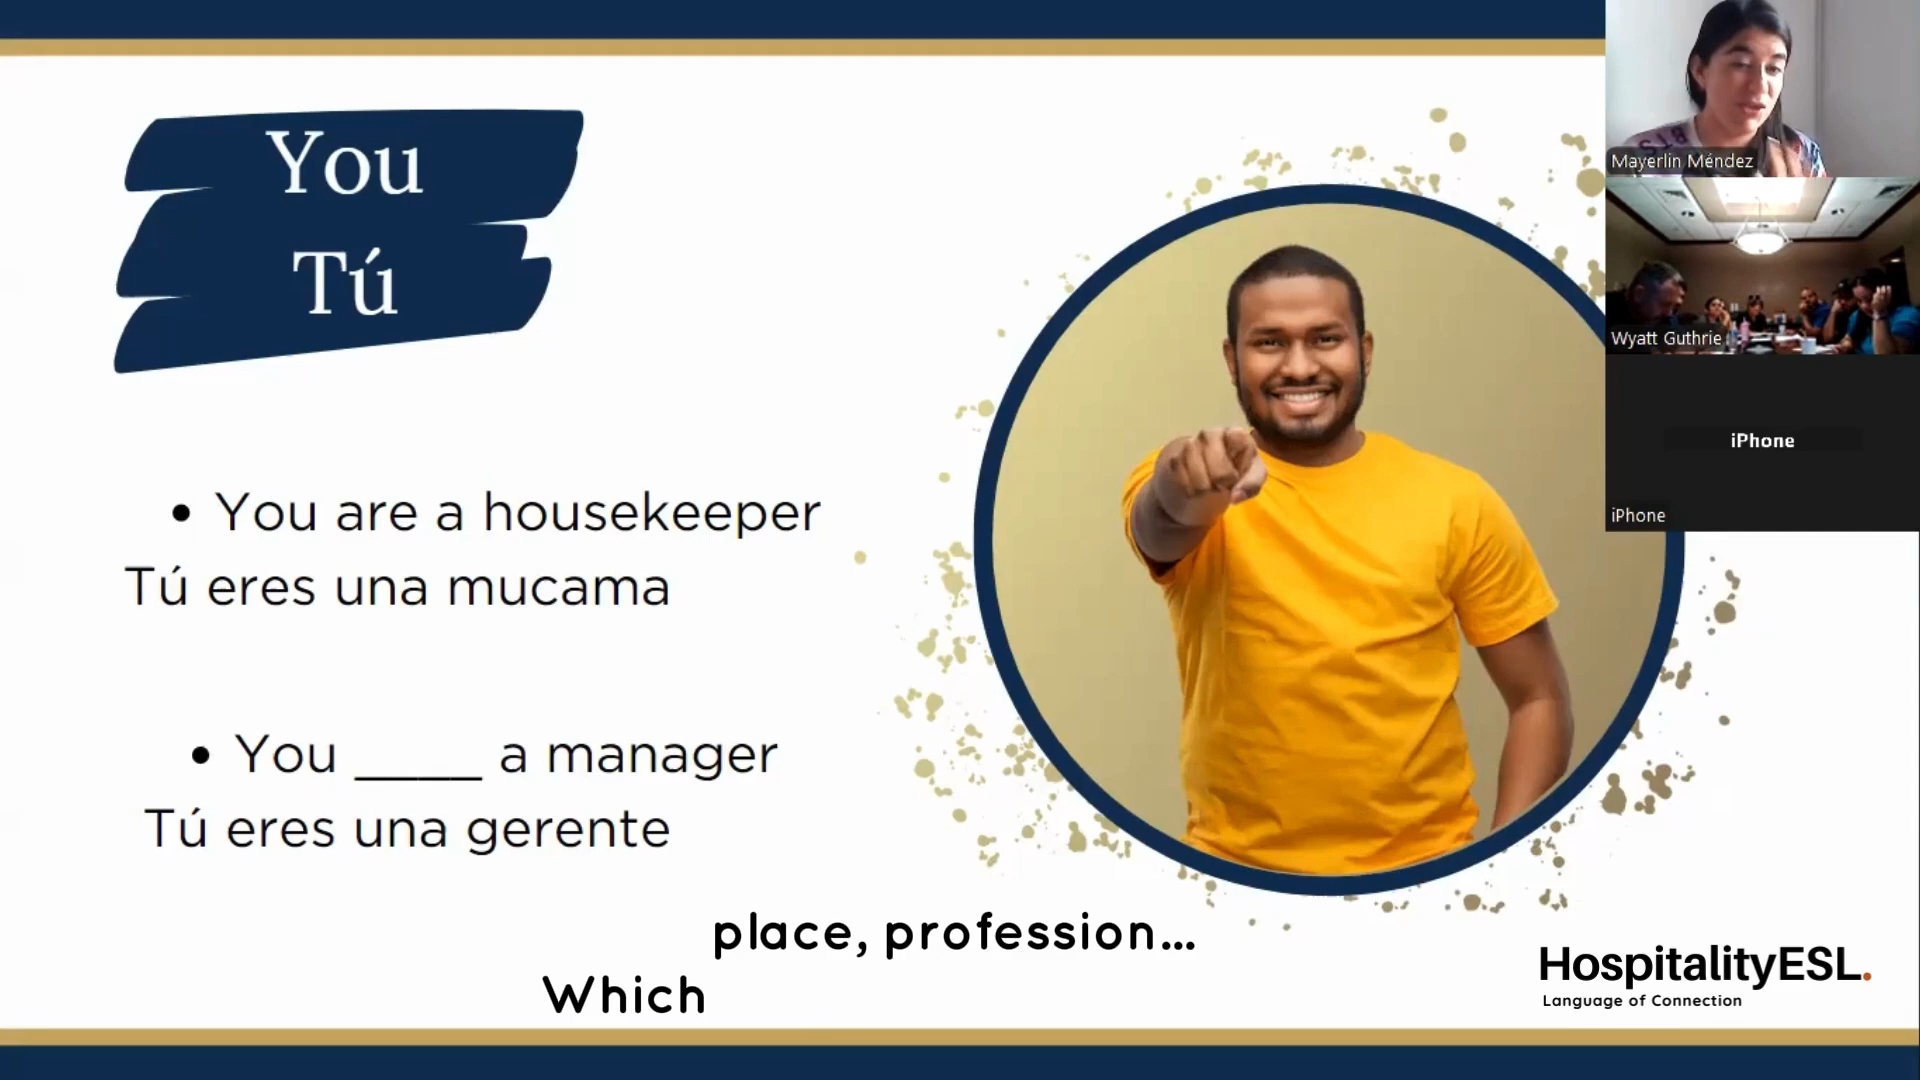 You
Tú
• You are a housekeeper
Tú eres una mucama
• You ____ a manager
Tú eres una gerente
place, profession...
Which
HospitalityESL.
Language of Connection
Mayerlin Méndez
Wyatt Guthrie
iPhone
iPhone